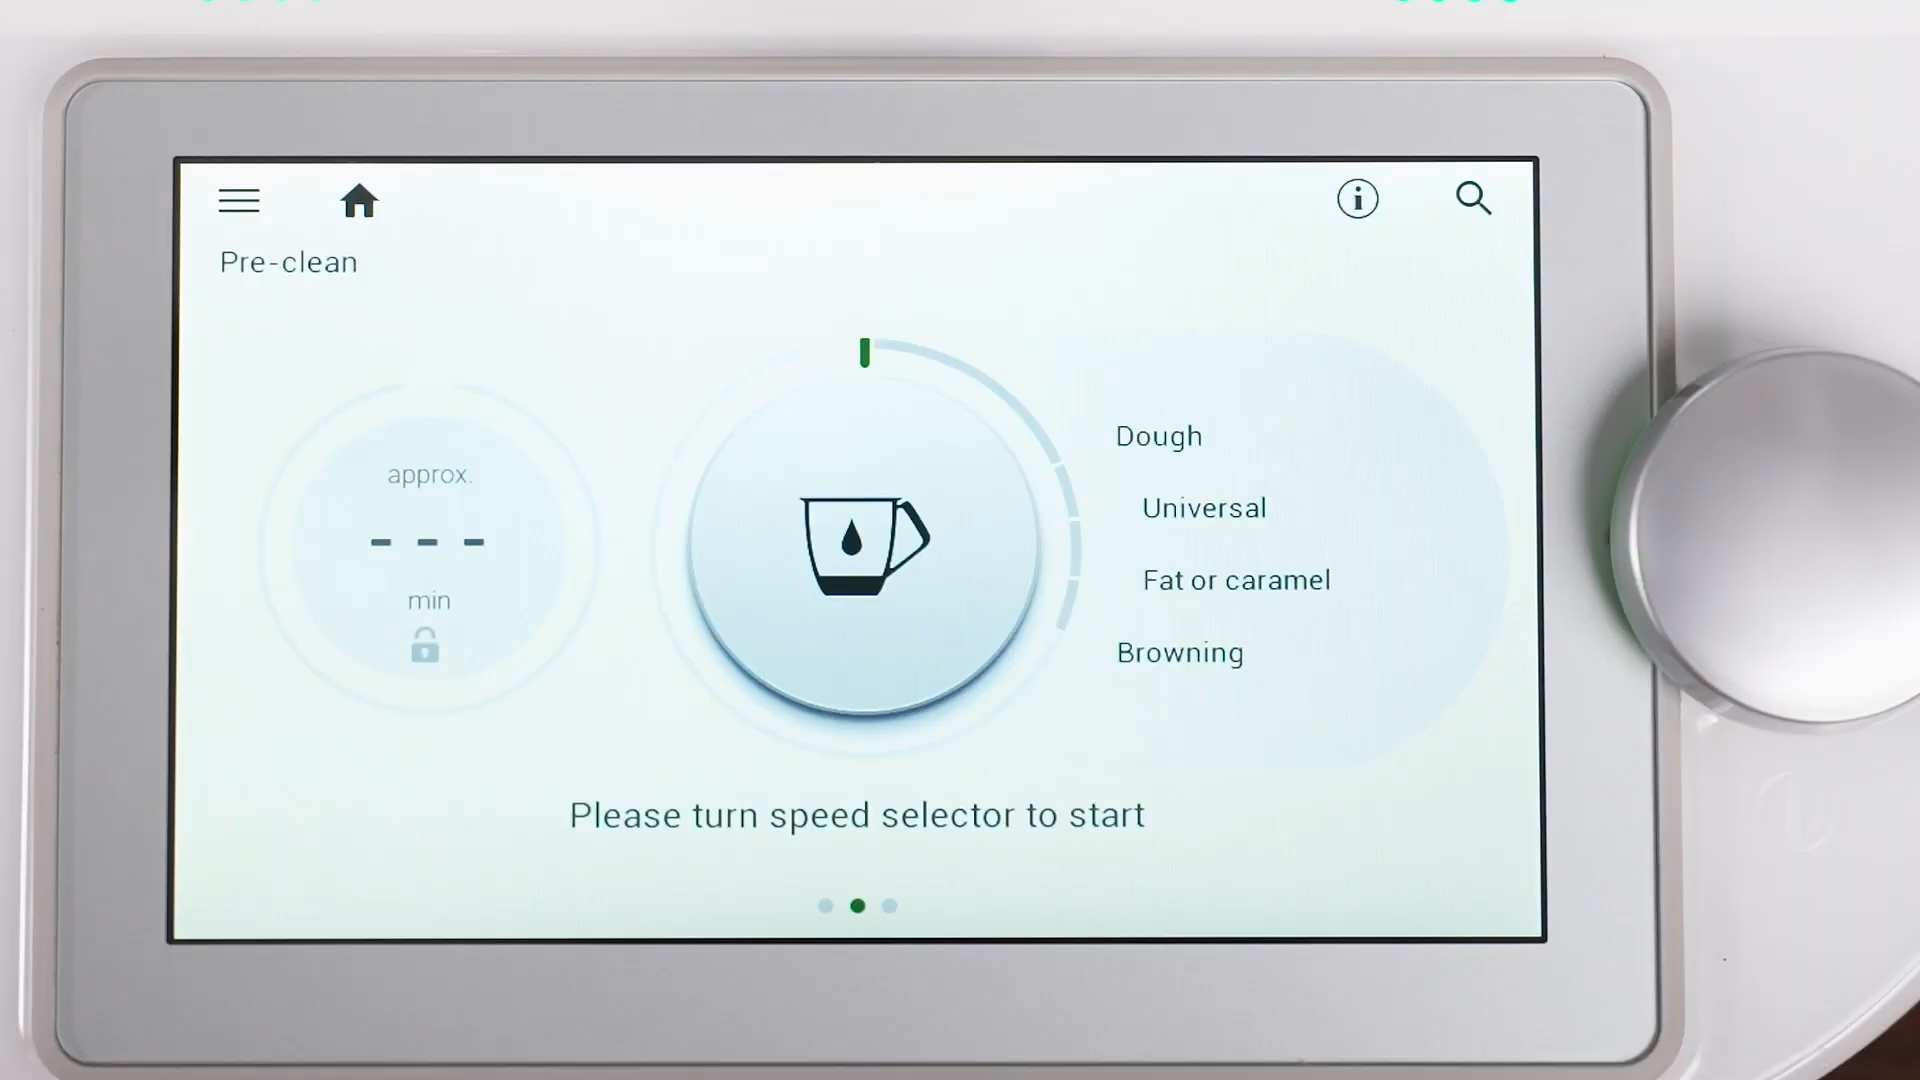 Pre-clean
approx.
- - -
min
Dough
Universal
Fat or caramel
Browning
Please turn speed selector to start